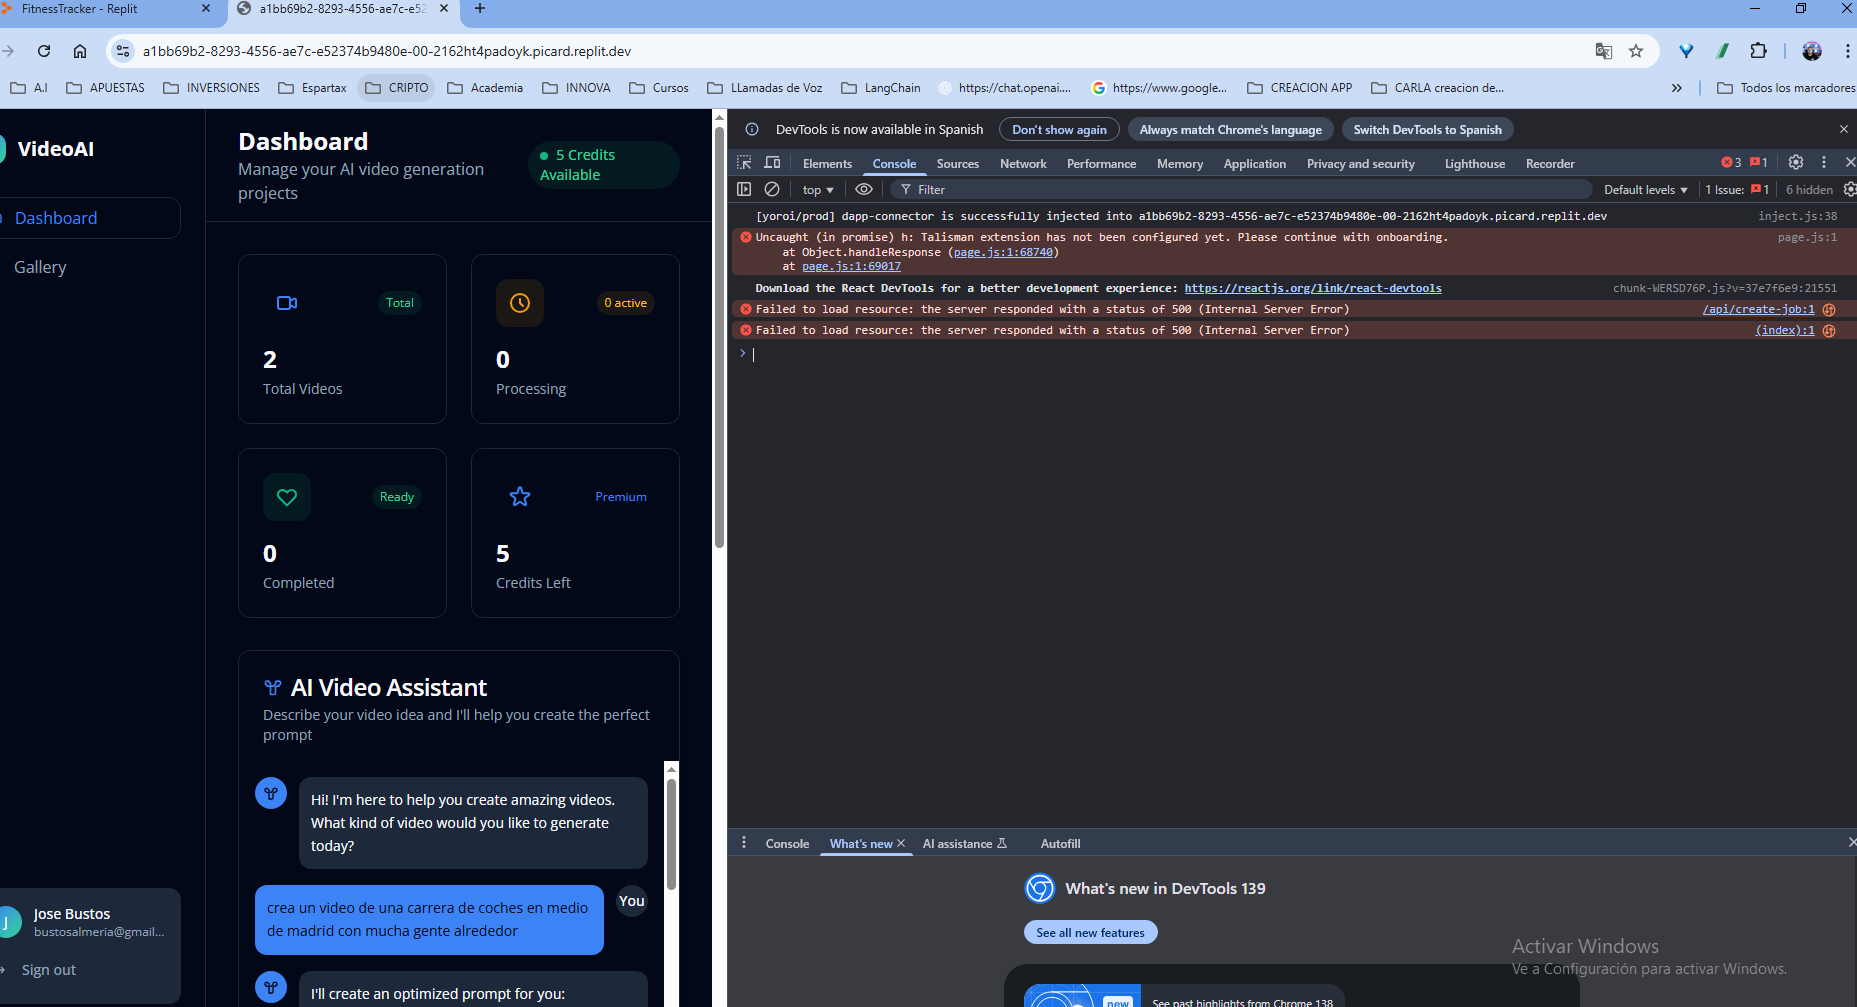 FitnessTracker - Replit
a1bb69b2-8293-4556-ae7c-e52
a1bb69b2-8293-4556-ae7c-e52374b9480e-00-2162ht4padoyk.picard.replit.dev
A.I
APUESTAS
INVERSIONES
Espartax
CRIPTO
Academia
INNOVA
Cursos
LLamadas de Voz
LangChain
https://chat.openai....
https://www.google...
CREACION APP
CARLA creacion de...
»
Todos los marcadores
VideoAI
Dashboard
Gallery
Jose Bustos
bustosalmeria@gmail...
Sign out
Dashboard
Manage your AI video generation
projects
5 Credits
Available
Total
2
Total Videos
0 active
0
Processing
Ready
0
Completed
Premium
5
Credits Left
AI Video Assistant
Describe your video idea and I'll help you create the perfect
prompt
Hi! I'm here to help you create amazing videos.
What kind of video would you like to generate
today?
crea un video de una carrera de coches en medio
de madrid con mucha gente alrededor
You
I'll create an optimized prompt for you:
DevTools is now available in Spanish
Don't show again
Always match Chrome's language
Switch DevTools to Spanish
Elements
Console
Sources
Network
Performance
Memory
Application
Privacy and security
Lighthouse
Recorder
3
1
top
Filter
Default levels
1 Issue:
1
6 hidden
[yoroi/prod] dapp-connector is successfully injected into a1bb69b2-8293-4556-ae7c-e52374b9480e-00-2162ht4padoyk.picard.replit.dev
inject.js:38
Uncaught (in promise) h: Talisman extension has not been configured yet. Please continue with onboarding.
page.js:1
at Object.handleResponse (page.js:1:68740)
at page.js:1:69017
Download the React DevTools for a better development experience: https://reactjs.org/link/react-devtools
chunk-WERSD76P.js?v=37e7f6e9:21551
Failed to load resource: the server responded with a status of 500 (Internal Server Error)
/api/create-job:1
Failed to load resource: the server responded with a status of 500 (Internal Server Error)
(index):1
Console
What's new
AI assistance
Autofill
What's new in DevTools 139
See all new features
new
See past highlights from Chrome 138
Activar Windows
Ve a Configuración para activar Windows.
J